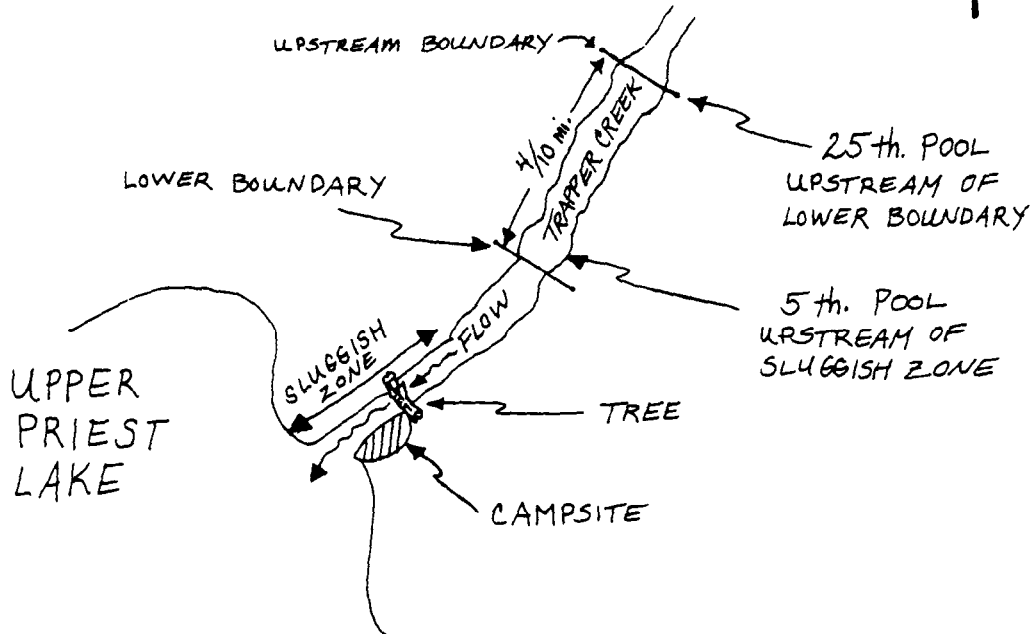 UPSTREAM BOUNDARY
4/10 mi.
TRAPPER CREEK
25th. POOL
UPSTREAM OF
LOWER BOUNDARY
LOWER BOUNDARY
5th. POOL
UPSTREAM OF
SLUGGISH ZONE
FLOW
SLUGGISH
ZONE
UPPER
PRIEST
LAKE
TREE
CAMPSITE